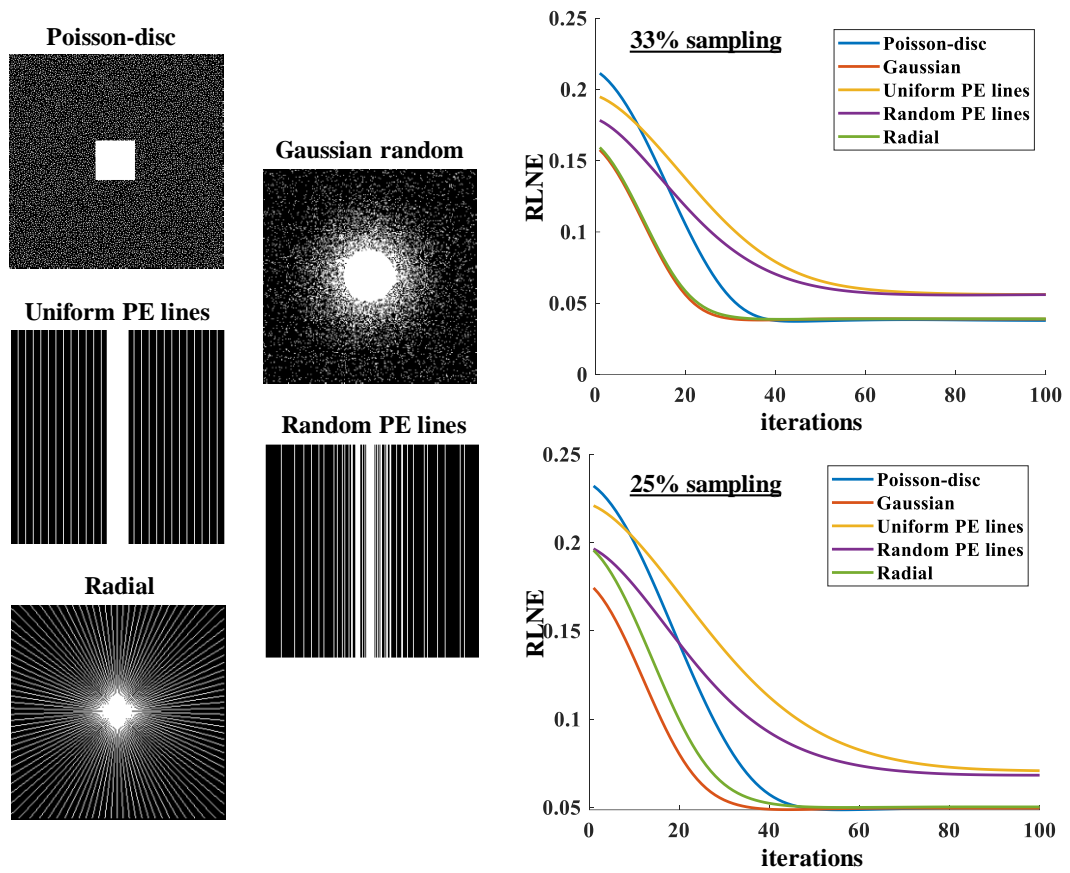 Poisson-disc
Gaussian random
Uniform PE lines
Random PE lines
Radial
33% sampling
Poisson-disc
Gaussian
Uniform PE lines
Random PE lines
Radial
RLNE
0.25
0.2
0.15
0.1
0.05
0
0 20 40 60 80 100
iterations
25% sampling
Poisson-disc
Gaussian
Uniform PE lines
Random PE lines
Radial
RLNE
0.25
0.2
0.15
0.1
0.05
0 20 40 60 80 100
iterations